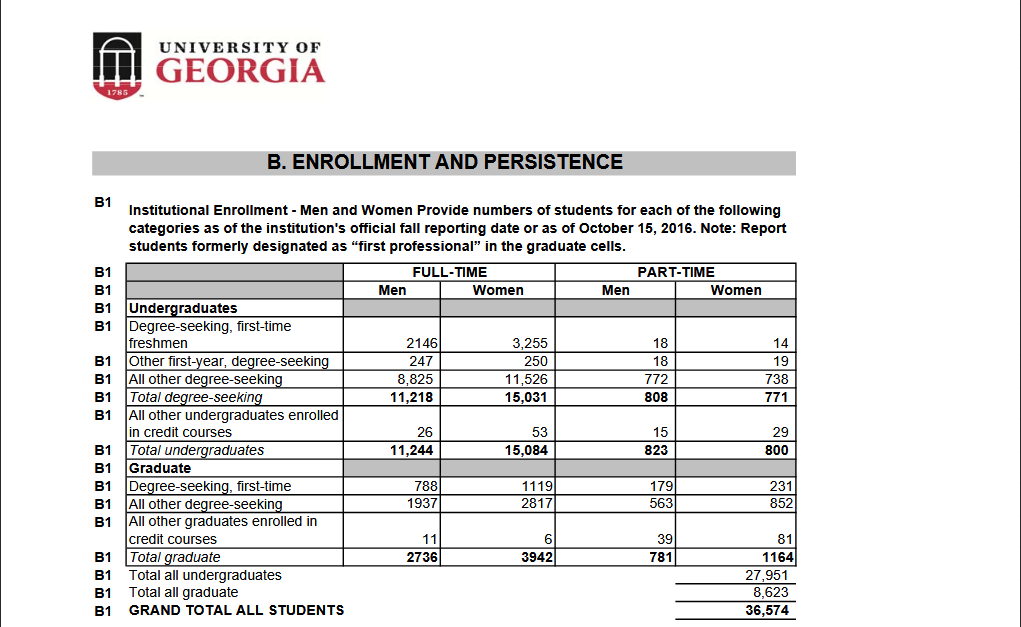 UNIVERSITY OF
GEORGIA
1785
B. ENROLLMENT AND PERSISTENCE
B1
Institutional Enrollment - Men and Women Provide numbers of students for each of the following
categories as of the institution's official fall reporting date or as of October 15, 2016. Note: Report
students formerly designated as “first professional” in the graduate cells.
B1 FULL-TIME PART-TIME
B1 Men Women Men Women
B1 Undergraduates
B1 Degree-seeking, first-time
freshmen 2146 3,255 18 14
B1 Other first-year, degree-seeking 247 250 18 19
B1 All other degree-seeking 8,825 11,526 772 738
B1 Total degree-seeking 11,218 15,031 808 771
B1 All other undergraduates enrolled
in credit courses 26 53 15 29
B1 Total undergraduates 11,244 15,084 823 800
B1 Graduate
B1 Degree-seeking, first-time 788 1119 179 231
B1 All other degree-seeking 1937 2817 563 852
B1 All other graduates enrolled in
credit courses 11 6 39 81
B1 Total graduate 2736 3942 781 1164
B1 Total all undergraduates 27,951
B1 Total all graduate 8,623
B1 GRAND TOTAL ALL STUDENTS 36,574